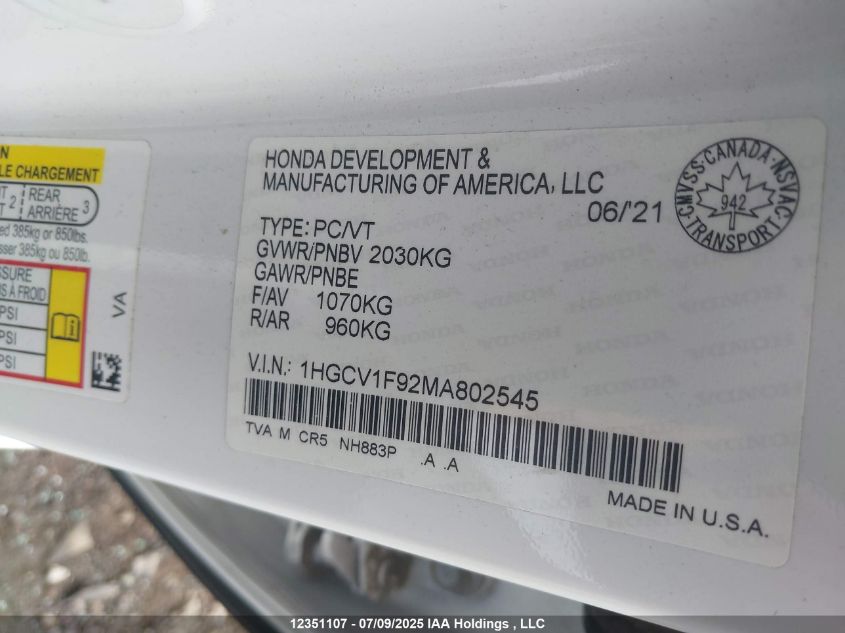 N
LE CHARGEMENT
T 2
REAR
ARRIÈRE 3
ed 385kg or 850lbs.
sser 385kg ou 850lb.
SSURE
NS À FROID
PSI
PSI
PSI
VA
HONDA DEVELOPMENT &
MANUFACTURING OF AMERICA, LLC
06/'21
CMVSS·CANADA·NSVAC
942
TRANSPORT
TYPE: PC/VT
GVWR/PNBV 2030KG
GAWR/PNBE
F/AV 1070KG
R/AR 960KG
V.I.N.: 1HGCV1F92MA802545
TVA M CR5 NH883P .A .A
MADE IN U.S.A.
12351107 - 07/09/2025 IAA Holdings , LLC